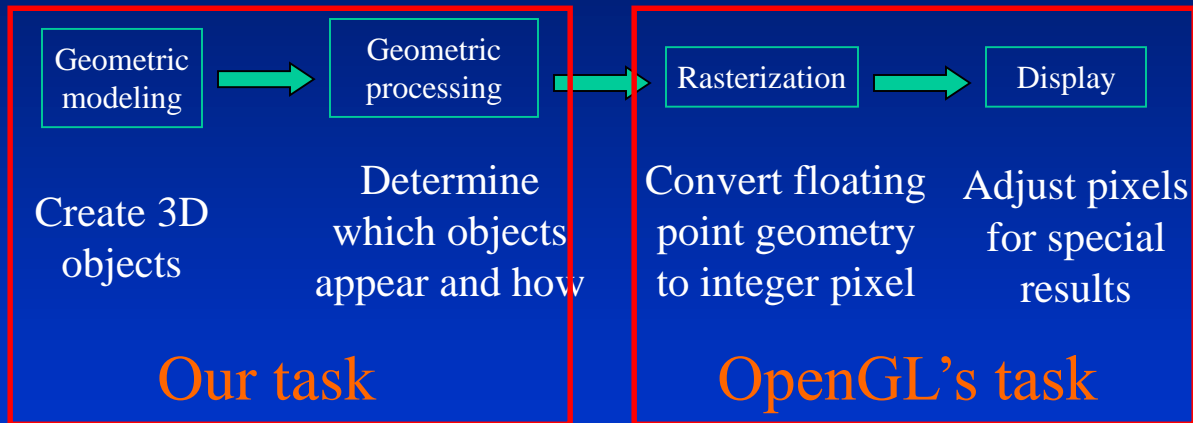 Geometric
modeling
Geometric
processing
Rasterization
Display
Create 3D
objects
Determine
which objects
appear and how
Convert floating
point geometry
to integer pixel
Adjust pixels
for special
results
Our task
OpenGL’s task